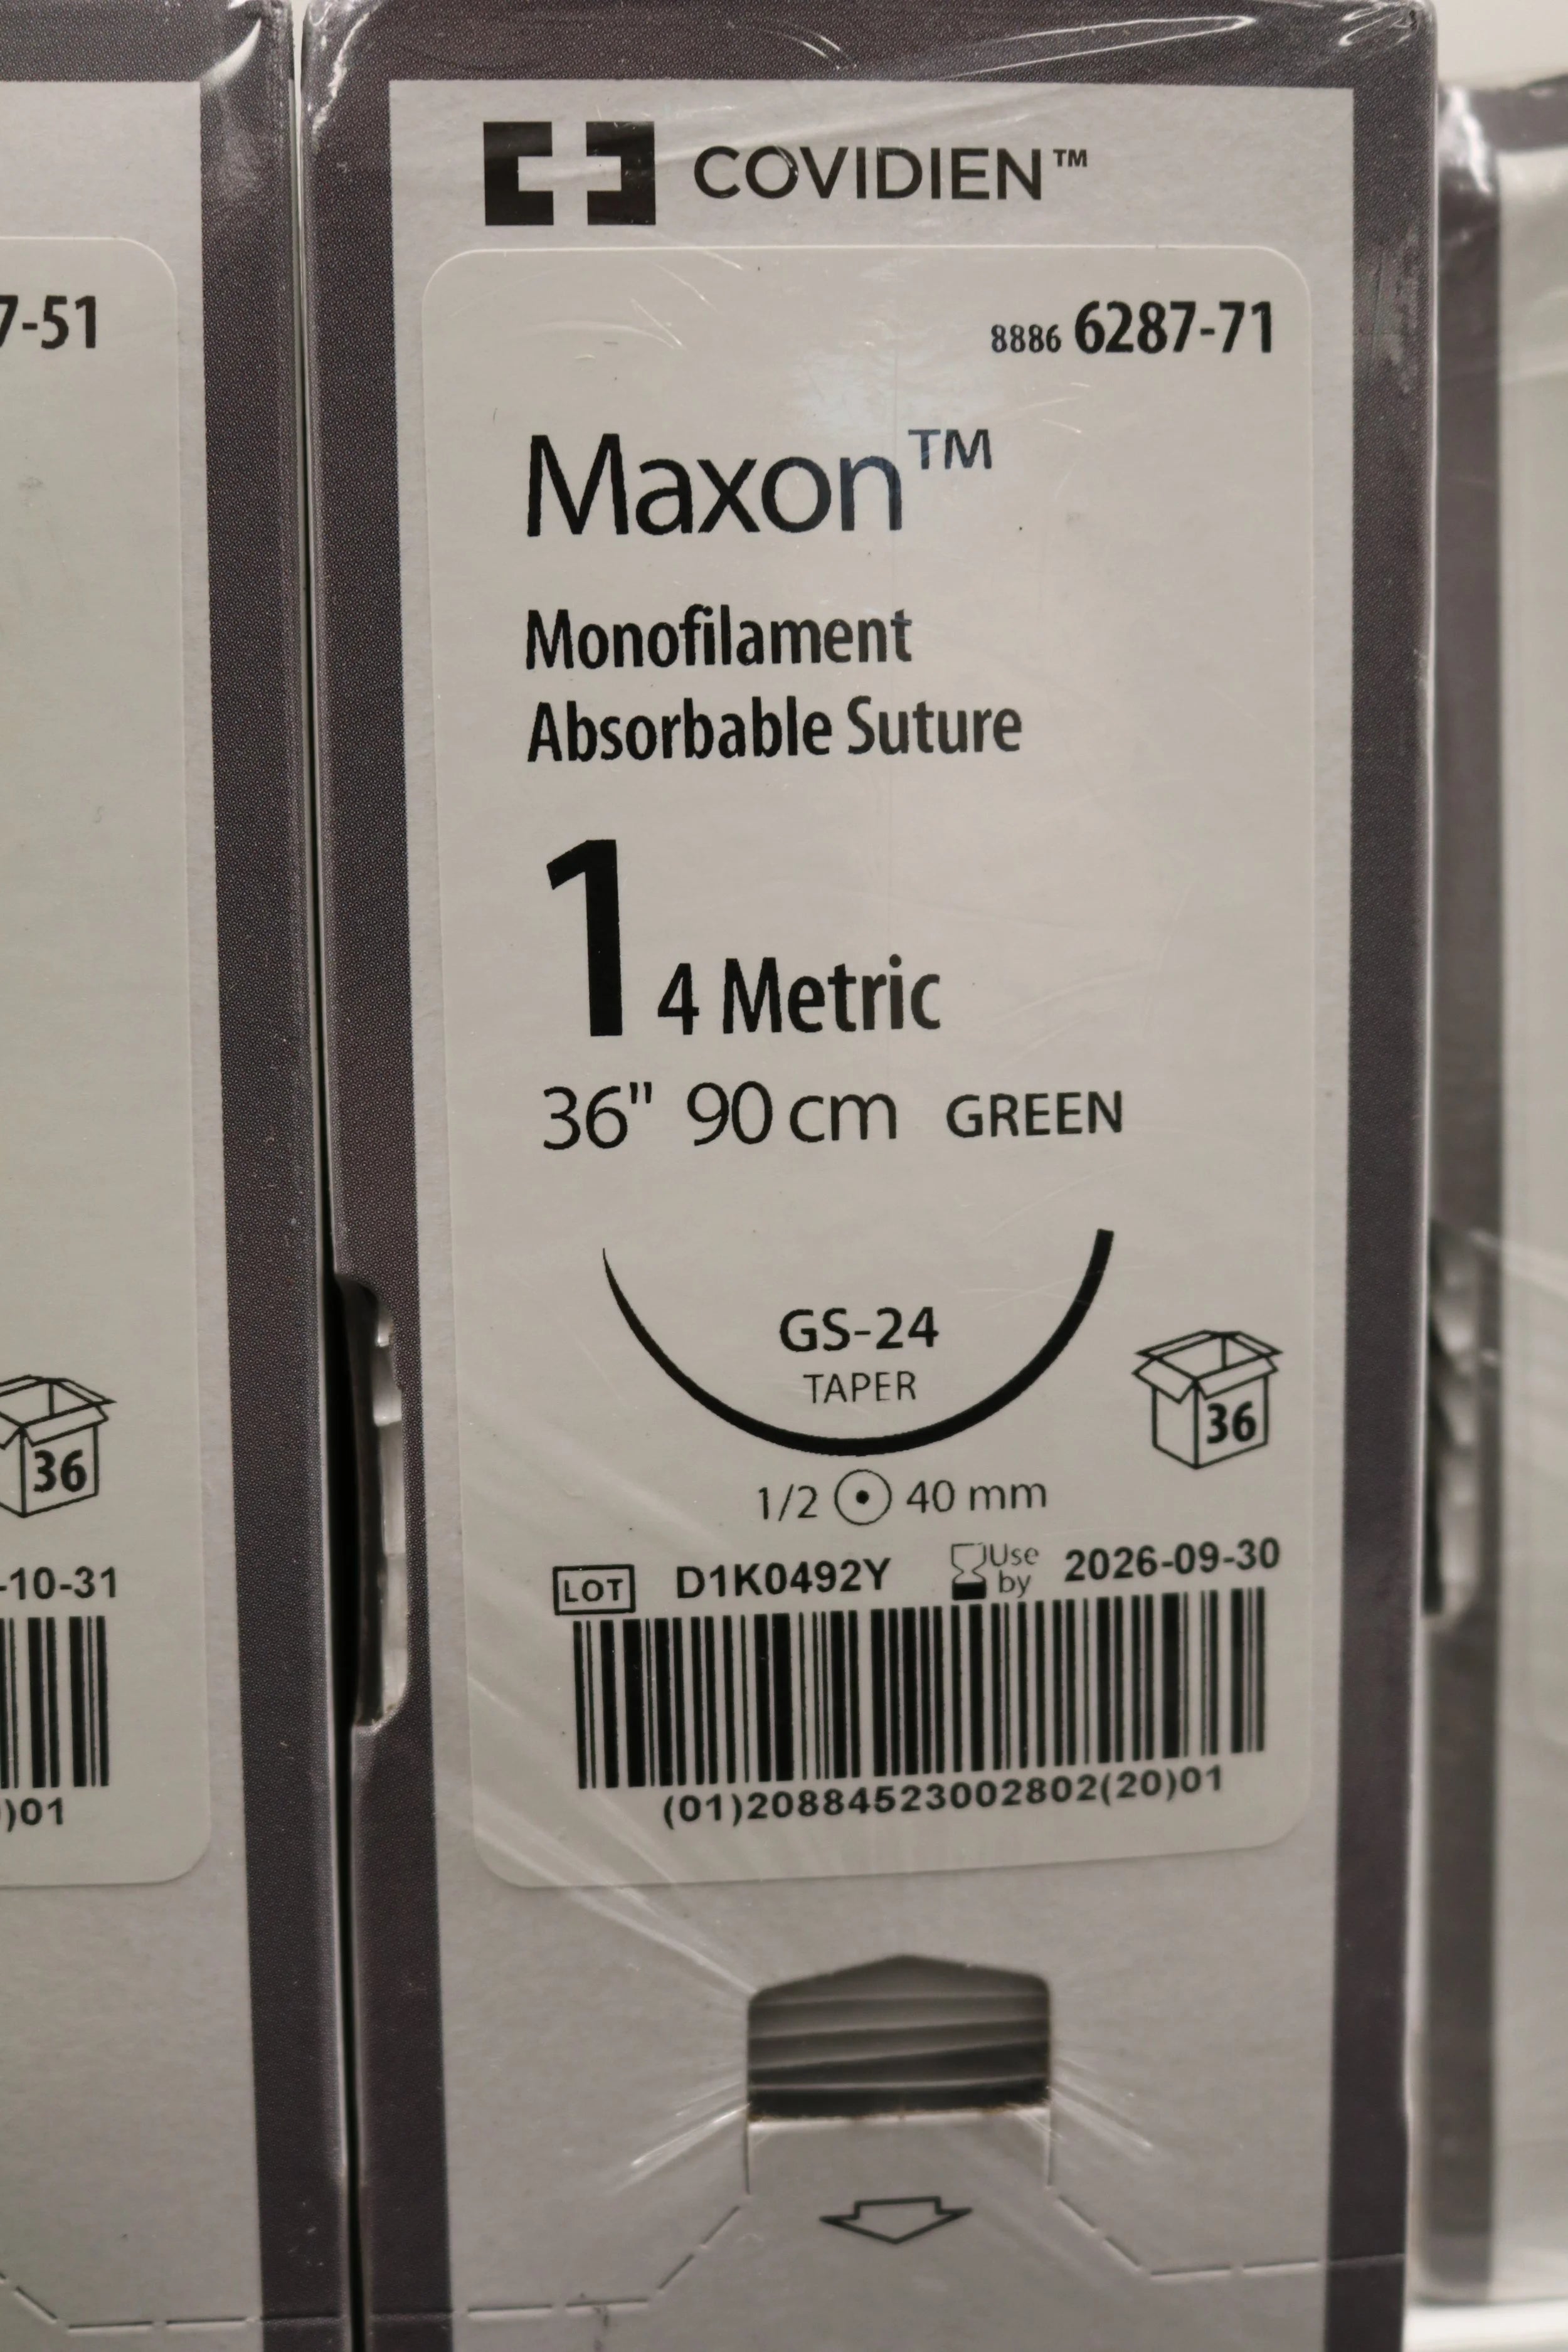 COVIDIEN™
8886 6287-71
Maxon™
Monofilament
Absorbable Suture
1 4 Metric
36" 90 cm GREEN
GS-24
TAPER
36
1/2 40 mm
LOT D1K0492Y Use by 2026-09-30
(01)20884523002802(20)01
7-51
36
-10-31
)01